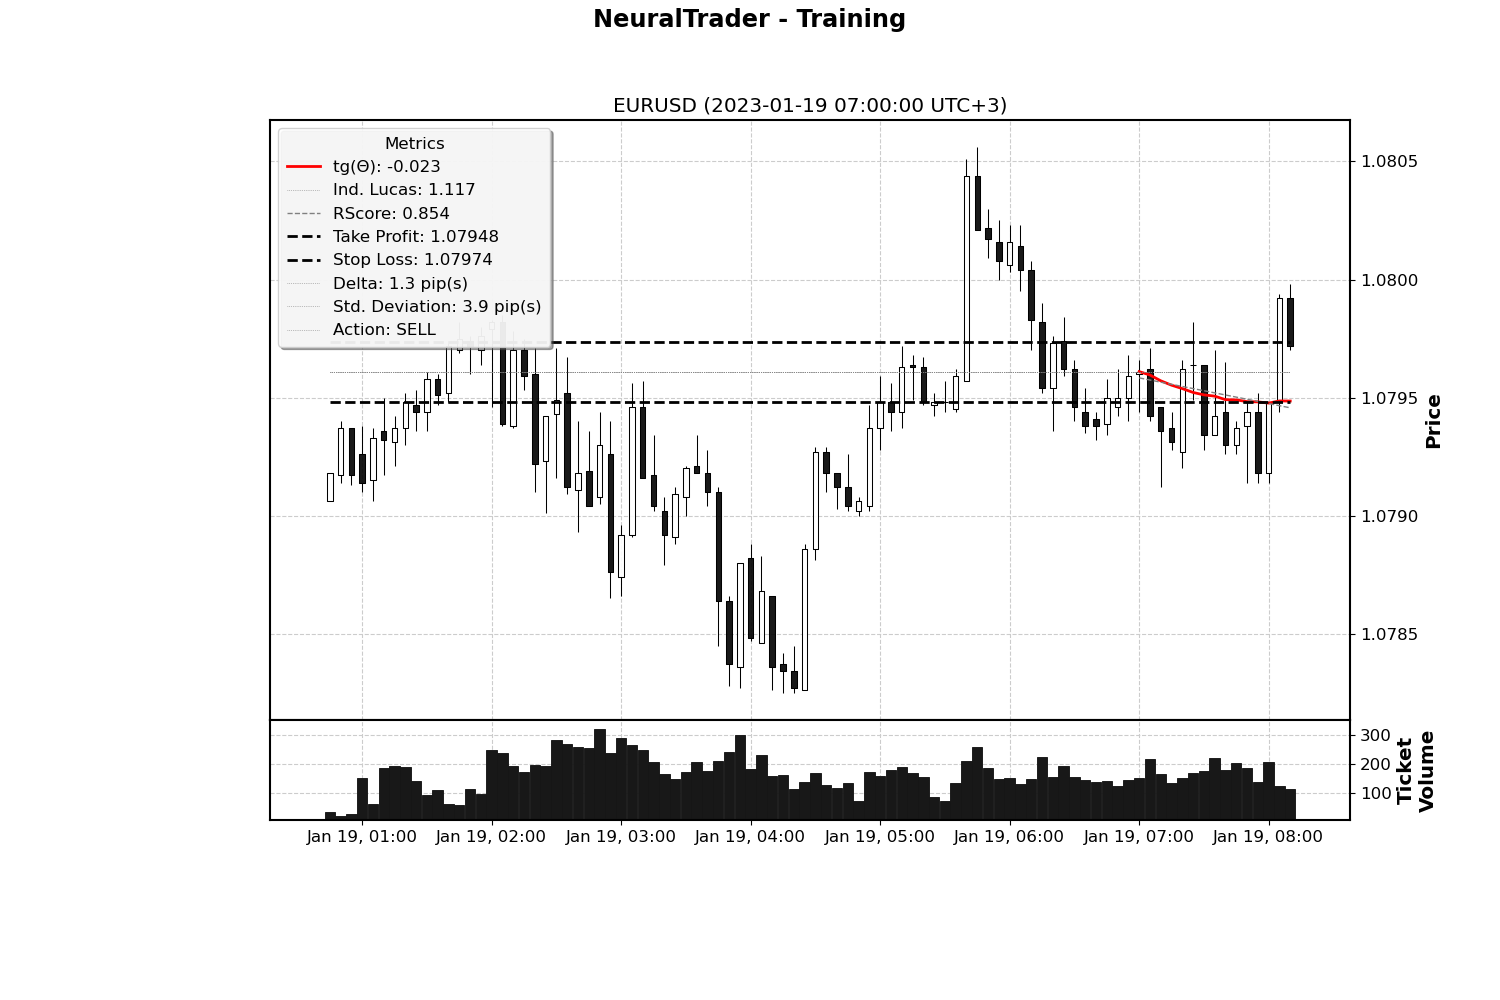 NeuralTrader - Training
EURUSD (2023-01-19 07:00:00 UTC+3)
Metrics
tg(Θ): -0.023
Ind. Lucas: 1.117
RScore: 0.854
Take Profit: 1.07948
Stop Loss: 1.07974
Delta: 1.3 pip(s)
Std. Deviation: 3.9 pip(s)
Action: SELL
1.0805
1.0800
1.0795
1.0790
1.0785
Price
300
200
100
Ticket
Volume
Jan 19, 01:00
Jan 19, 02:00
Jan 19, 03:00
Jan 19, 04:00
Jan 19, 05:00
Jan 19, 06:00
Jan 19, 07:00
Jan 19, 08:00